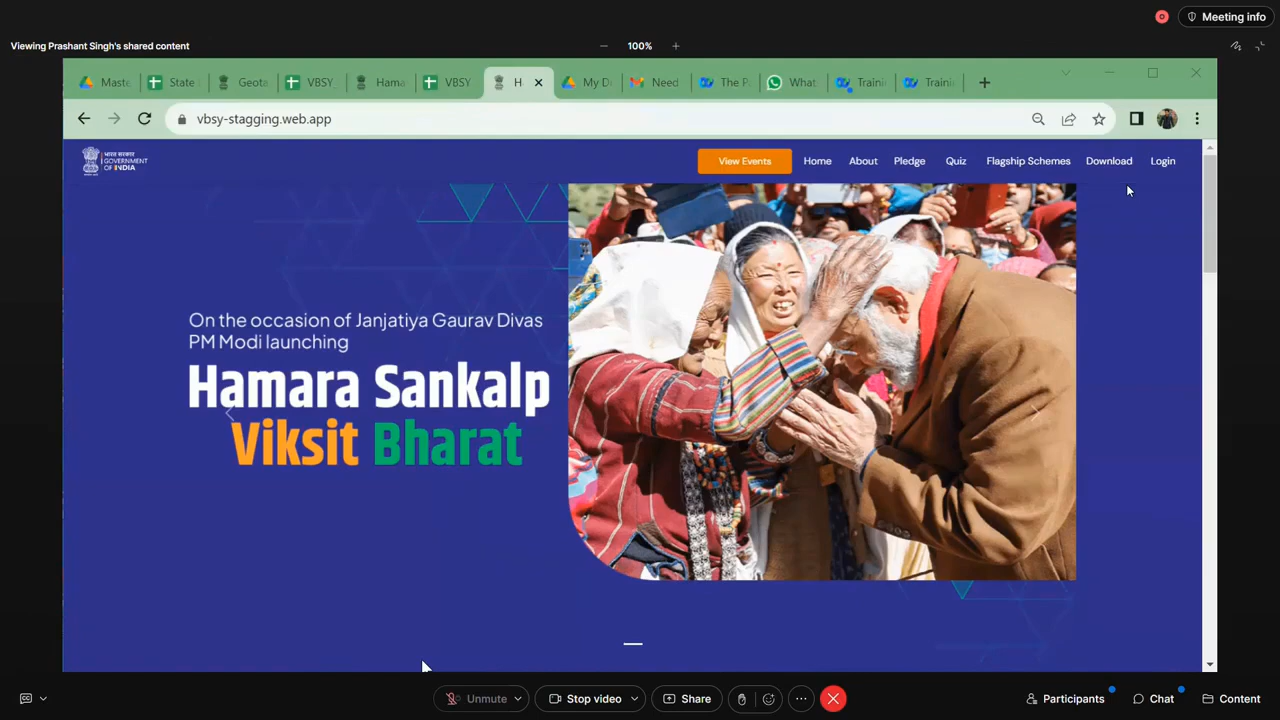 Meeting info
Viewing Prashant Singh's shared content
100%
Maste
State
Geota
VBSY
Hama
VBSY
H
My D
Need
The P
What
Traini
Traini
vbsy-stagging.web.app
भारत सरकार
GOVERNMENT
OF INDIA
View Events
Home
About
Pledge
Quiz
Flagship Schemes
Download
Login
On the occasion of Janjatiya Gaurav Divas
PM Modi launching
Hamara Sankalp
Viksit Bharat
CC
Unmute
Stop video
Share
Participants
Chat
Content